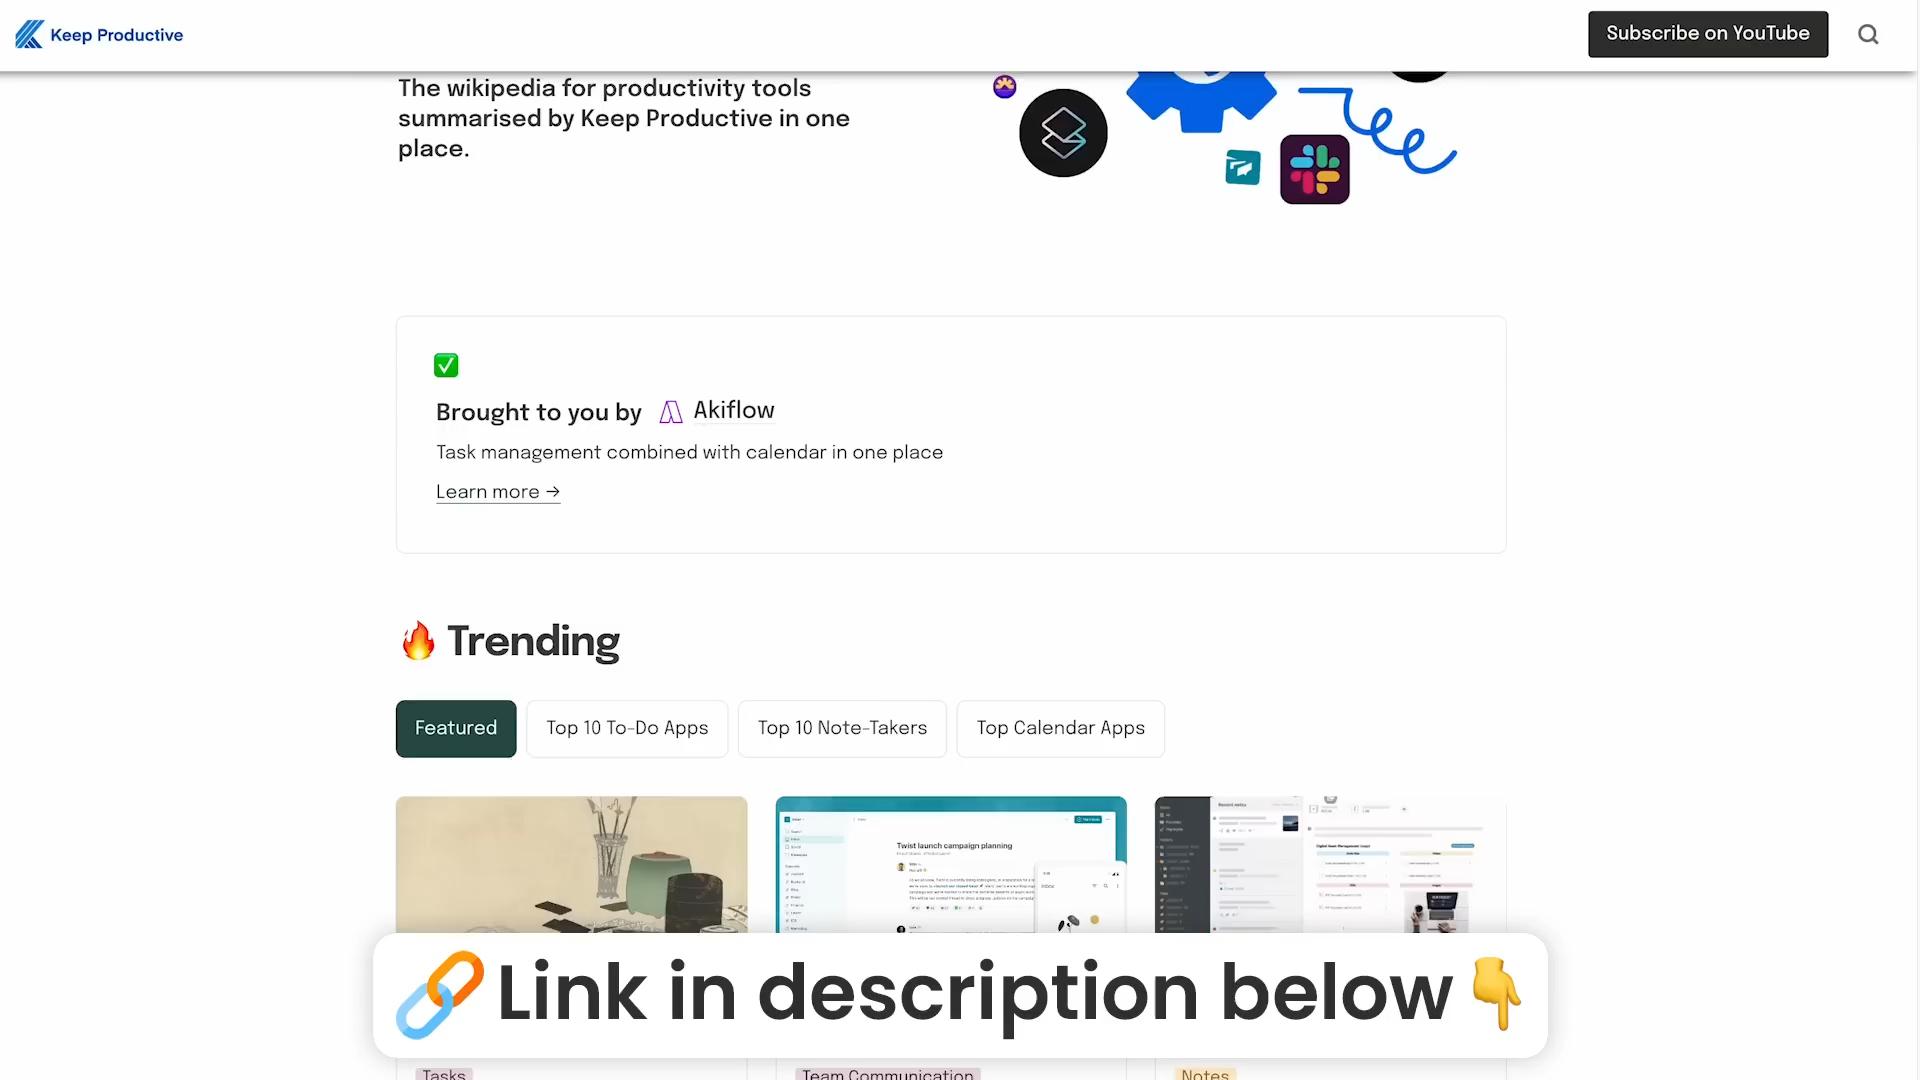 Keep Productive
Subscribe on YouTube
The wikipedia for productivity tools
summarised by Keep Productive in one
place.
Brought to you by Akiflow
Task management combined with calendar in one place
Learn more →
Trending
Featured
Top 10 To-Do Apps
Top 10 Note-Takers
Top Calendar Apps
Twist launch campaign planning
Link in description below
Tasks
Team Communication
Notes